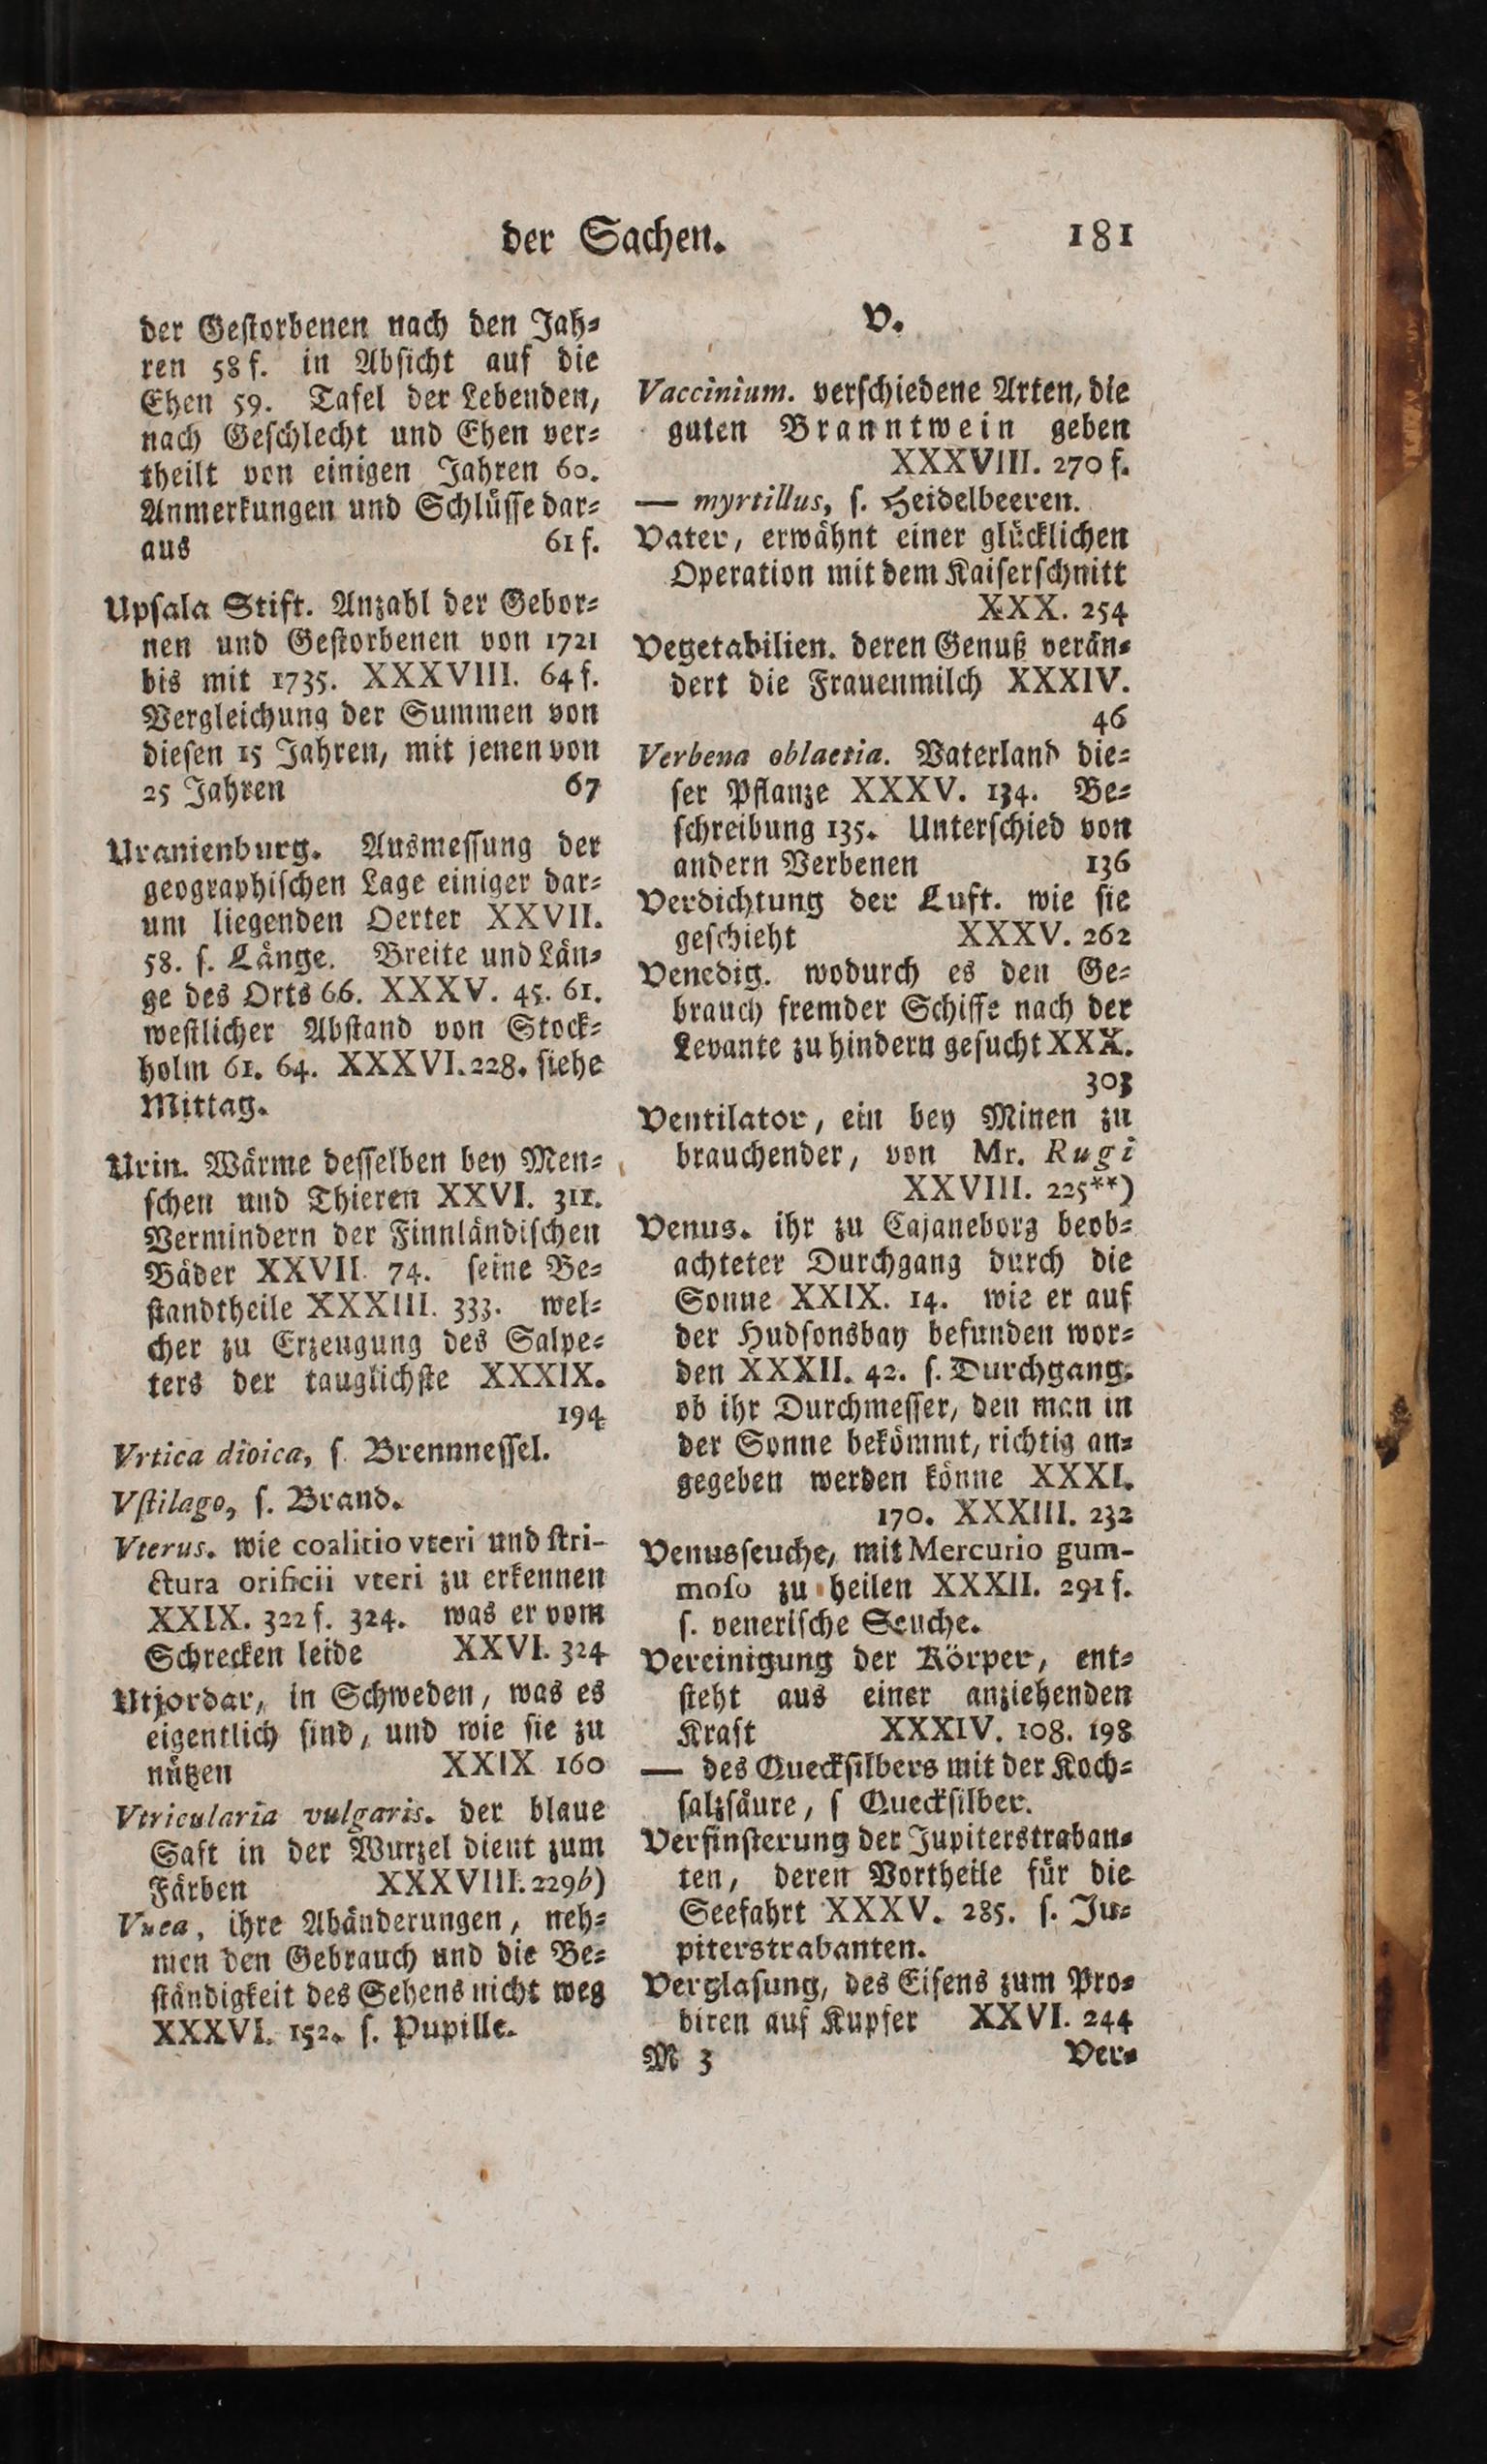 der Sachen. 181
der Geſtorbenen nach den Jah⸗
ren 58 f. in Abſicht auf die
Ehen 59. Tafel der Lebenden,
nach Geſchlecht und Ehen ver⸗
theilt von einigen Jahren 60.
Anmerkungen und Schlüſſe dar⸗
aus 61 f.
Upſala Stift. Anzahl der Gebor⸗
nen und Geſtorbenen von 1721
bis mit 1735. XXXVIII. 64 f.
Vergleichung der Summen von
dieſen 15 Jahren, mit jenen von
25 Jahren 67
Uranienburg. Ausmeſſung der
geographiſchen Lage einiger dar⸗
um liegenden Oerter XXVII.
58. ſ. Länge. Breite und Län⸗
ge des Orts 66. XXXV. 45. 61.
weſtlicher Abſtand von Stock⸗
holm 61. 64. XXXVI. 228. ſiehe
Mittag.
Urin. Wärme deſſelben bey Men⸗
ſchen und Thieren XXVI. 311.
Vermindern der Finnländiſchen
Bäder XXVII. 74. ſeine Be⸗
ſtandtheile XXXIII. 333. wel⸗
cher zu Erzeugung des Salpe⸗
ters der tauglichſte XXXIX.
194
Vrtica dioica, ſ. Brennneſſel.
Vſtilago, ſ. Brand.
Vterus. wie coalitio vteri und ſtri-
ctura orificii vteri zu erkennen
XXIX. 322 f. 324. was er vom
Schrecken leide XXVI. 324
Utjordar, in Schweden, was es
eigentlich ſind, und wie ſie zu
nützen XXIX 160
Vtricularia vulgaris. der blaue
Saft in der Wurzel dient zum
Färben XXXVIII. 229b)
Vuea, ihre Abänderungen, neh⸗
men den Gebrauch und die Be⸗
ſtändigkeit des Sehens nicht weg
XXXVI. 152. ſ. Pupille.
V.
Vaccinium. verſchiedene Arten, die
guten Branntwein geben
XXXVIII. 270 f.
— myrtillus, ſ. Heidelbeeren.
Vater, erwähnt einer glücklichen
Operation mit dem Kaiſerſchnitt
XXX. 254
Vegetabilien. deren Genuß verän⸗
dert die Frauenmilch XXXIV.
46
Verbena oblaetia. Vaterland die⸗
ſer Pflanze XXXV. 134. Be⸗
ſchreibung 135. Unterſchied von
andern Verbenen 136
Verdichtung der Luft. wie ſie
geſchieht XXXV. 262
Venedig. wodurch es den Ge⸗
brauch fremder Schiffe nach der
Levante zu hindern geſucht XXX.
303
Ventilator, ein bey Minen zu
brauchender, von Mr. Rugi
XXVIII. 225**)
Venus. ihr zu Cajaneborg beob⸗
achteter Durchgang durch die
Sonne XXIX. 14. wie er auf
der Hudſonsbay befunden wor⸗
den XXXII. 42. ſ. Durchgang.
ob ihr Durchmeſſer, den man in
der Sonne bekömmt, richtig an⸗
gegeben werden könne XXXI.
170. XXXIII. 232
Venusſeuche, mit Mercurio gum-
moſo zu heilen XXXII. 291 f.
ſ. veneriſche Seuche.
Vereinigung der Körper, ent⸗
ſteht aus einer anziehenden
Kraft XXXIV. 108. 198
— des Queckſilbers mit der Koch⸗
ſalzſäure, ſ Queckſilber.
Verfinſterung der Jupiterstraban⸗
ten, deren Vortheile für die
Seefahrt XXXV. 285. ſ. Ju⸗
piterstrabanten.
Verglaſung, des Eiſens zum Pro⸗
biren auf Kupfer XXVI. 244
M 3 Ver⸗